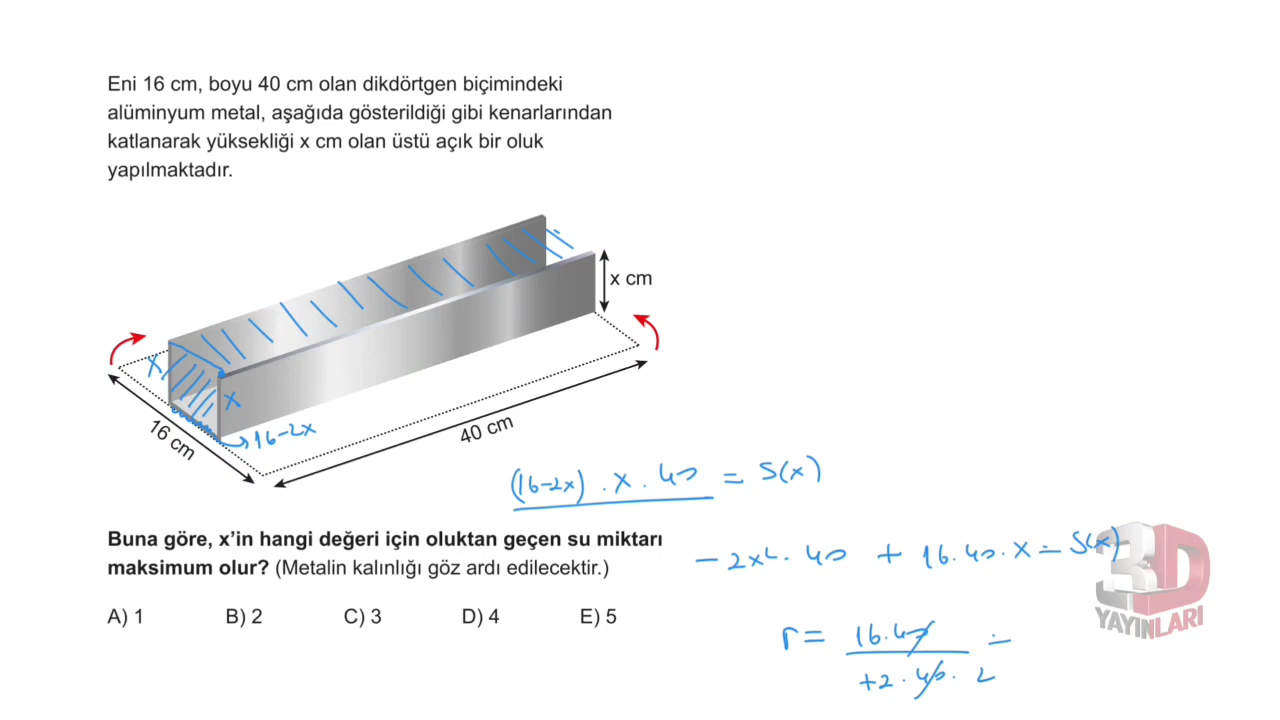 Eni 16 cm, boyu 40 cm olan dikdörtgen biçimindeki
alüminyum metal, aşağıda gösterildiği gibi kenarlarından
katlanarak yüksekliği x cm olan üstü açık bir oluk
yapılmaktadır.
x cm
x
x
16-2x
16 cm
40 cm
(16-2x) . x . 40 = S(x)
Buna göre, x'in hangi değeri için oluktan geçen su miktarı
maksimum olur? (Metalin kalınlığı göz ardı edilecektir.)
- 2x². 40 + 16.40.x = S(x)
A) 1 B) 2 C) 3 D) 4 E) 5
r = 16.40 =
+2.40.2
3D
YAYINLARI